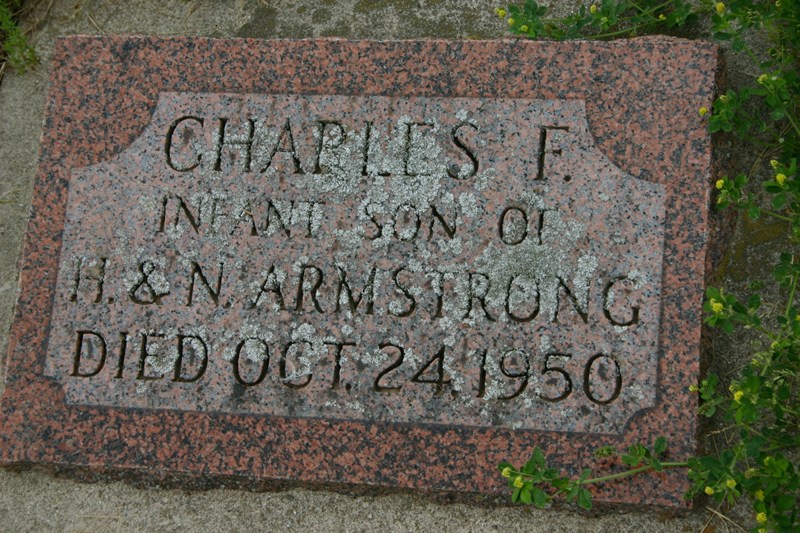 CHARLES F.
INFANT SON OF
H. & N. ARMSTRONG
DIED OCT. 24. 1950